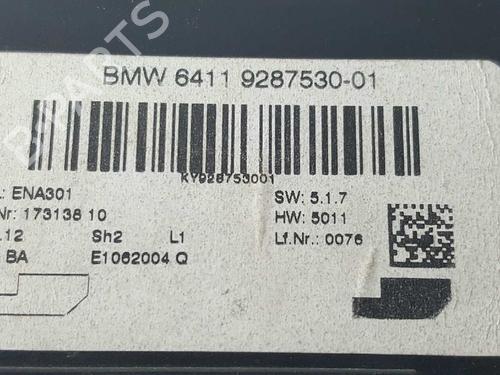 BMW 6411 9287530-01
KY928753001
: ENA301
Nr: 173138 10
.12 Sh2 L1
BA E1062004 Q
SW: 5.1.7
HW: 5011
Lf.Nr.: 0076
B-PARTS